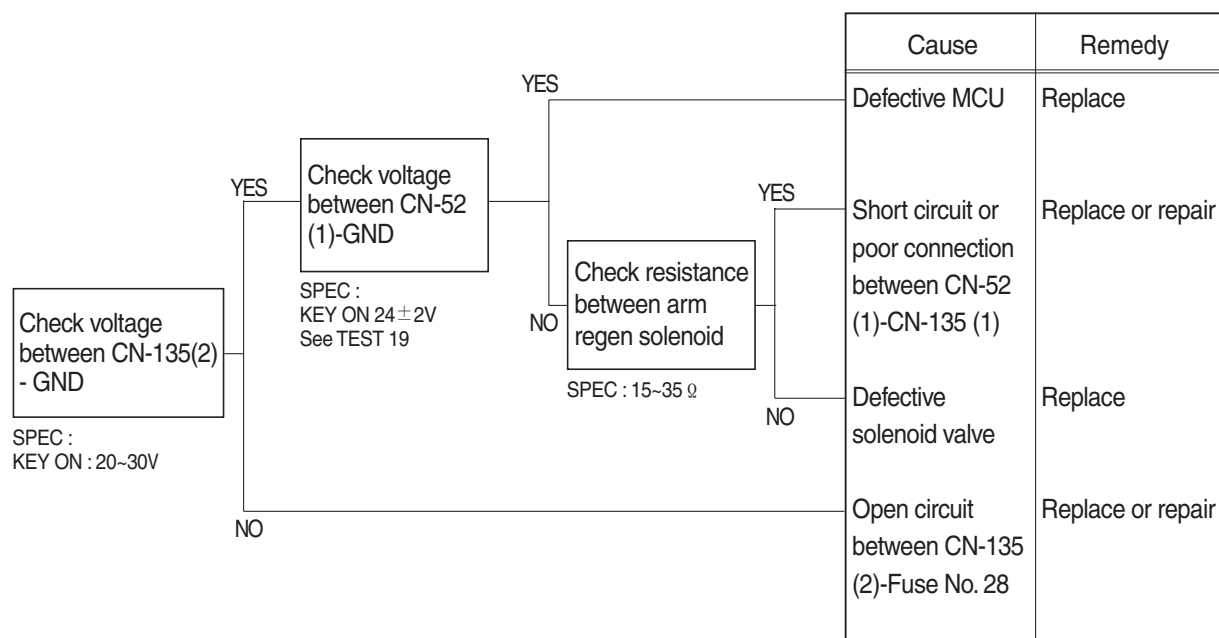 Cause
Remedy
YES
Defective MCU
Replace
Check voltage
between CN-52
(1)-GND
YES
YES
Short circuit or
poor connection
between CN-52
(1)-CN-135 (1)
Replace or repair
SPEC :
KEY ON 24±2V
See TEST 19
NO
Check resistance
between arm
regen solenoid
SPEC : 15~35 Ω
Check voltage
between CN-135(2)
- GND
SPEC :
KEY ON : 20~30V
NO
Defective
solenoid valve
Replace
NO
Open circuit
between CN-135
(2)-Fuse No. 28
Replace or repair